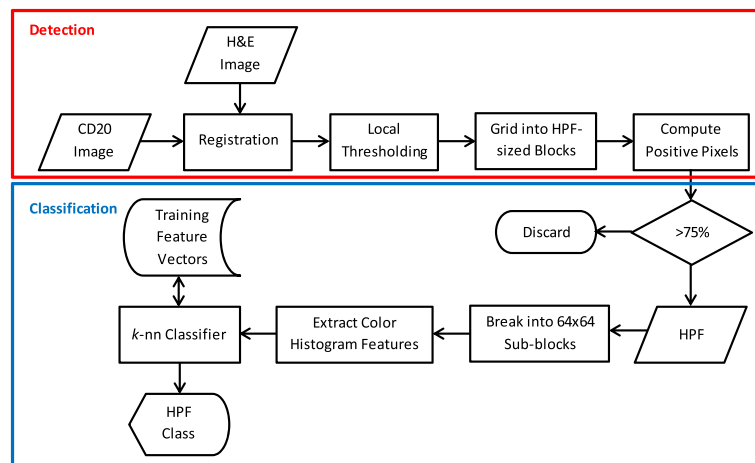 Detection
H&E
Image
CD20
Image
Registration
Local
Thresholding
Grid into HPF-
sized Blocks
Compute
Positive Pixels
Classification
Training
Feature
Vectors
Discard
>75%
k-nn Classifier
Extract Color
Histogram Features
Break into 64x64
Sub-blocks
HPF
HPF
Class